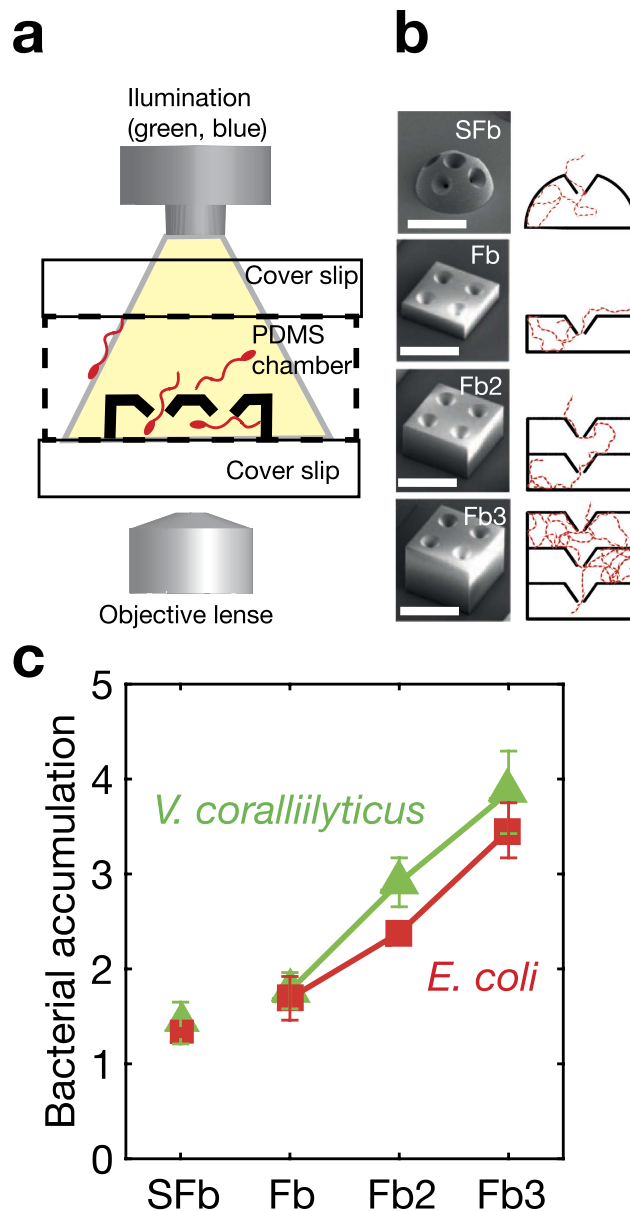 a
Ilumination
(green, blue)
Cover slip
PDMS
chamber
Cover slip
Objective lense
b
SFb
Fb
Fb2
Fb3
c
Bacterial accumulation
5
4
3
2
1
0
V. coralliilyticus
E. coli
SFb
Fb
Fb2
Fb3